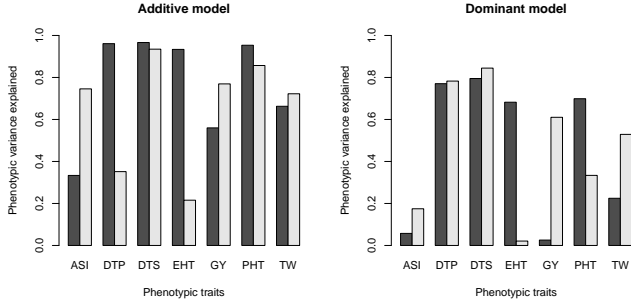 Additive model
Phenotypic variance explained
1.0
0.8
0.6
0.4
0.2
0.0
ASI DTP DTS EHT GY PHT TW
Phenotypic traits
Dominant model
Phenotypic variance explained
1.0
0.8
0.6
0.4
0.2
0.0
ASI DTP DTS EHT GY PHT TW
Phenotypic traits